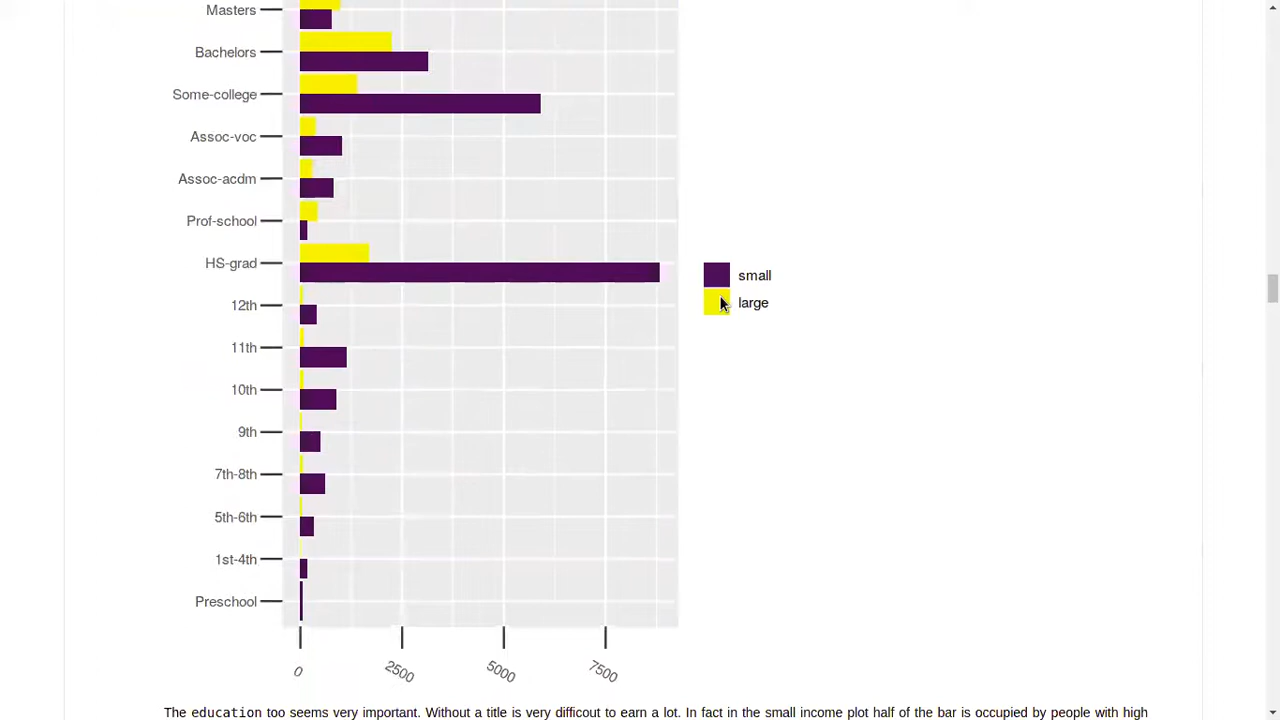 Masters
Bachelors
Some-college
Assoc-voc
Assoc-acdm
Prof-school
HS-grad
small
large
12th
11th
10th
9th
7th-8th
5th-6th
1st-4th
Preschool
0 2500 5000 7500
The education too seems very important. Without a title is very difficout to earn a lot. In fact in the small income plot half of the bar is occupied by people with high